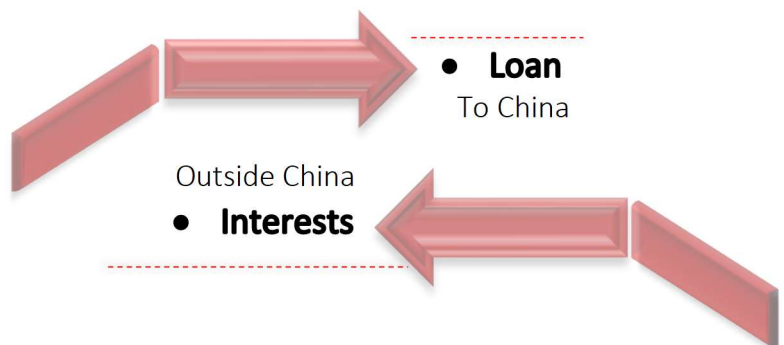 ● Loan
To China
Outside China
● Interests